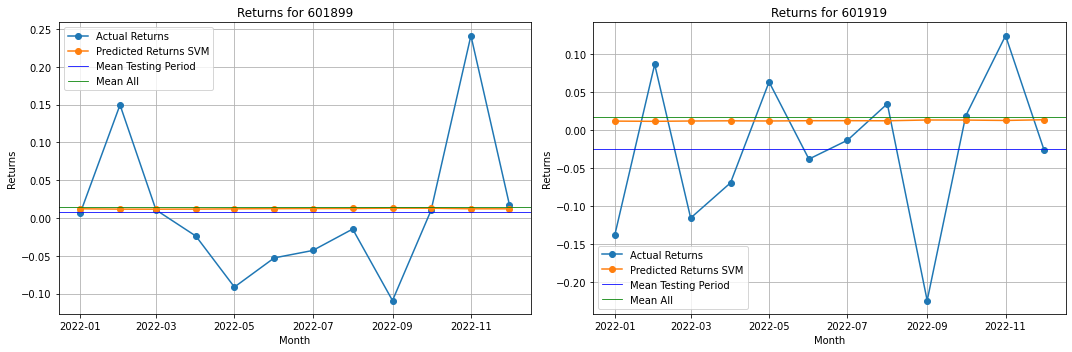 Returns for 601899
0.25
0.20
0.15
0.10
0.05
0.00
−0.05
−0.10
Returns
Actual Returns
Predicted Returns SVM
Mean Testing Period
Mean All
2022-01
2022-03
2022-05
2022-07
2022-09
2022-11
Month
Returns for 601919
0.10
0.05
0.00
−0.05
−0.10
−0.15
−0.20
Returns
Actual Returns
Predicted Returns SVM
Mean Testing Period
Mean All
2022-01
2022-03
2022-05
2022-07
2022-09
2022-11
Month